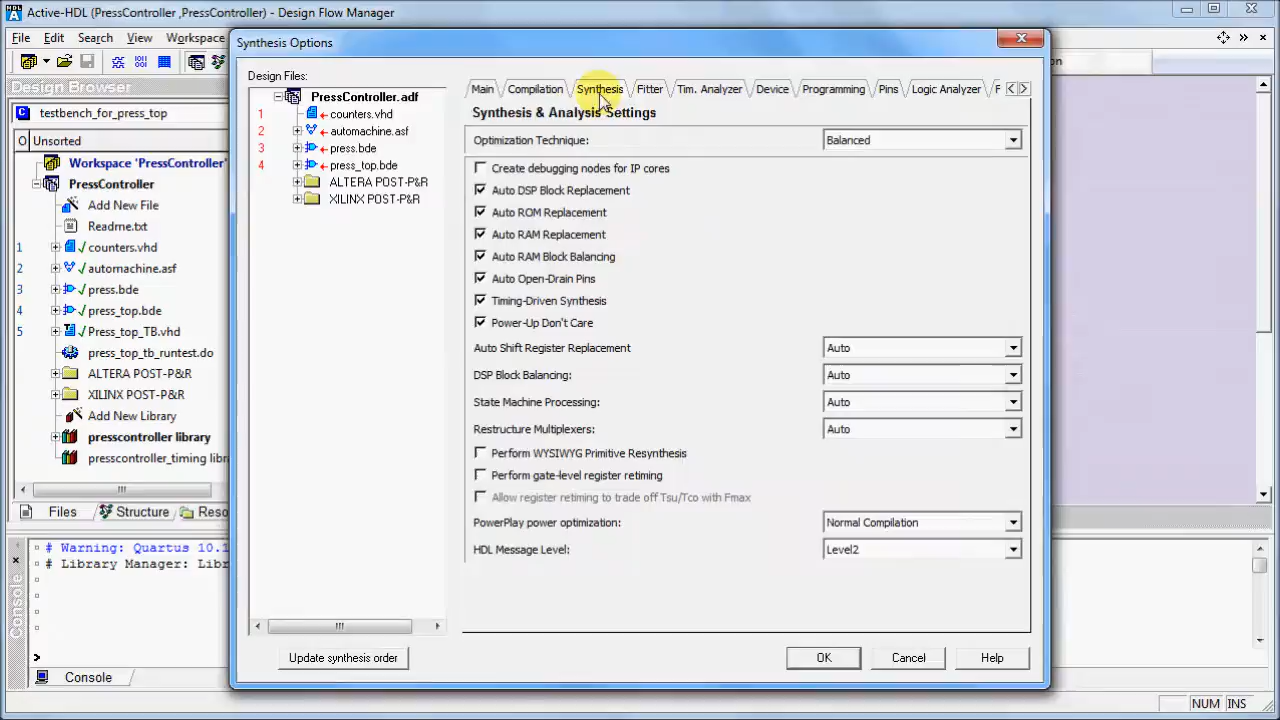 Active-HDL (PressController ,PressController) - Design Flow Manager
File Edit Search View Workspace
Design Browser
testbench_for_press_top
O Unsorted
Workspace 'PressController'
PressController
Add New File
Readme.txt
1 counters.vhd
2 automachine.asf
3 press.bde
4 press_top.bde
5 Press_top_TB.vhd
press_top_tb_runtest.do
ALTERA POST-P&R
XILINX POST-P&R
Add New Library
presscontroller library
presscontroller_timing libr
Files Structure Reso
# Warning: Quartus 10.1
# Library Manager: Libr
>
Console
Console
NUM INS
Synthesis Options
Design Files:
PressController.adf
1 counters.vhd
2 automachine.asf
3 press.bde
4 press_top.bde
ALTERA POST-P&R
XILINX POST-P&R
Update synthesis order
Main Compilation Synthesis Fitter Tim. Analyzer Device Programming Pins Logic Analyzer F
Synthesis & Analysis Settings
Optimization Technique: Balanced
Create debugging nodes for IP cores
Auto DSP Block Replacement
Auto ROM Replacement
Auto RAM Replacement
Auto RAM Block Balancing
Auto Open-Drain Pins
Timing-Driven Synthesis
Power-Up Don't Care
Auto Shift Register Replacement Auto
DSP Block Balancing: Auto
State Machine Processing: Auto
Restructure Multiplexers: Auto
Perform WYSIWYG Primitive Resynthesis
Perform gate-level register retiming
Allow register retiming to trade off Tsu/Tco with Fmax
PowerPlay power optimization: Normal Compilation
HDL Message Level: Level2
OK Cancel Help